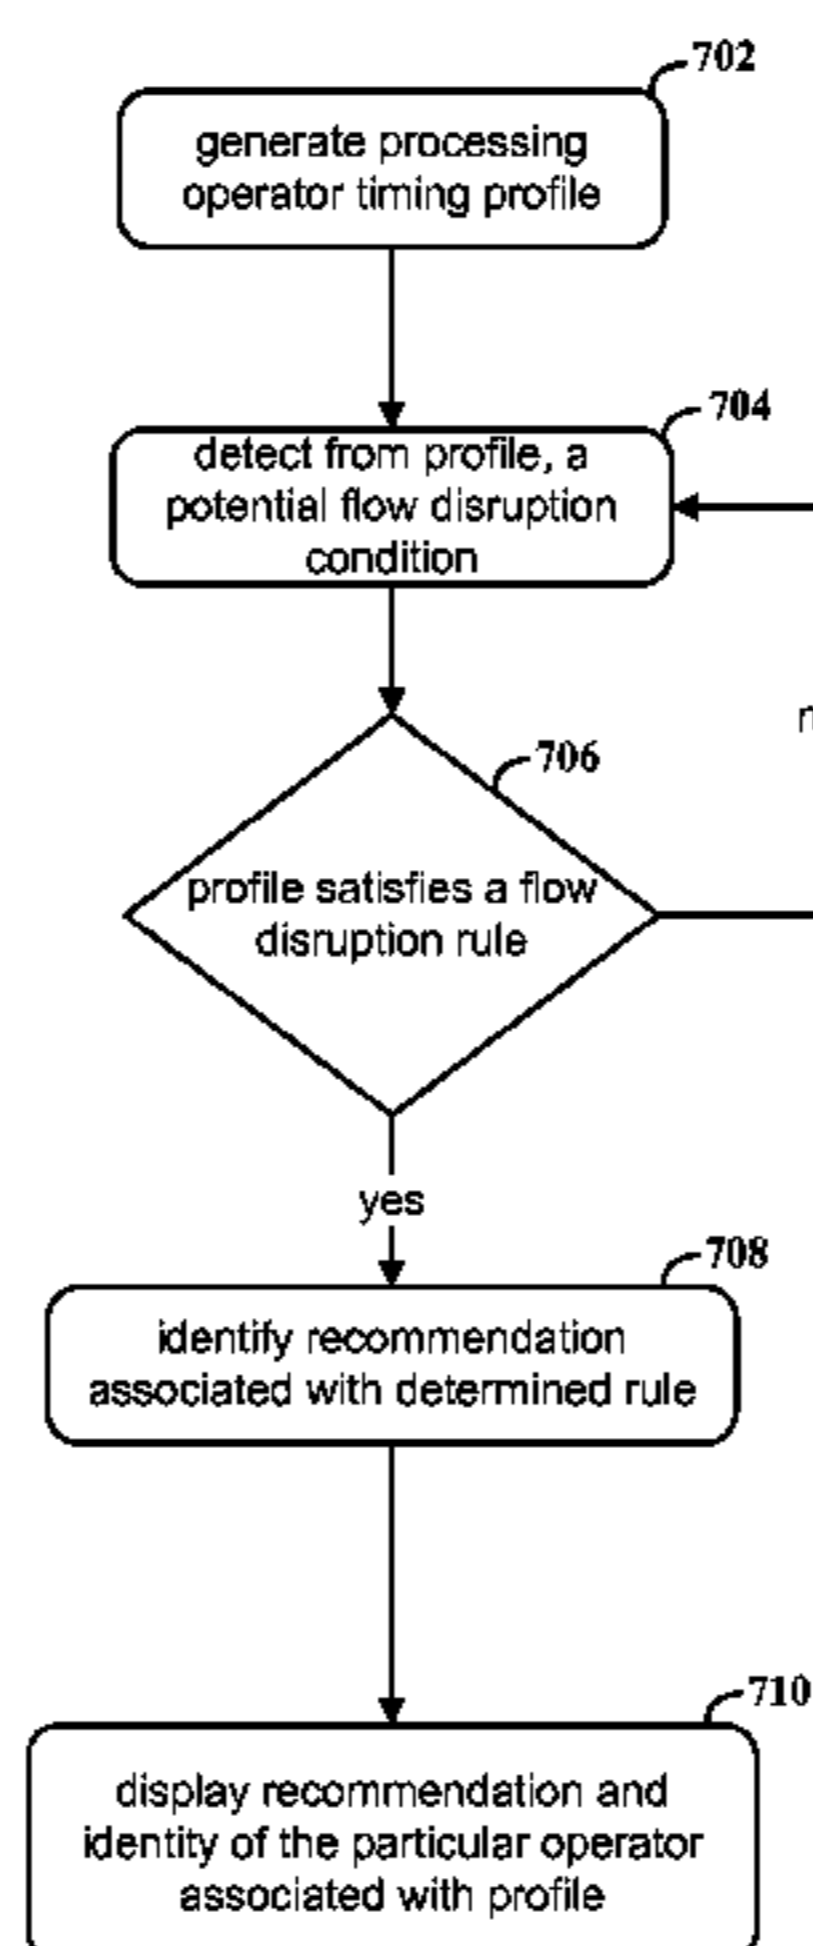 702
generate processing
operator timing profile
704
detect from profile, a
potential flow disruption
condition
706
profile satisfies a flow
disruption rule
yes
708
identify recommendation
associated with determined rule
710
display recommendation and
identity of the particular operator
associated with profile